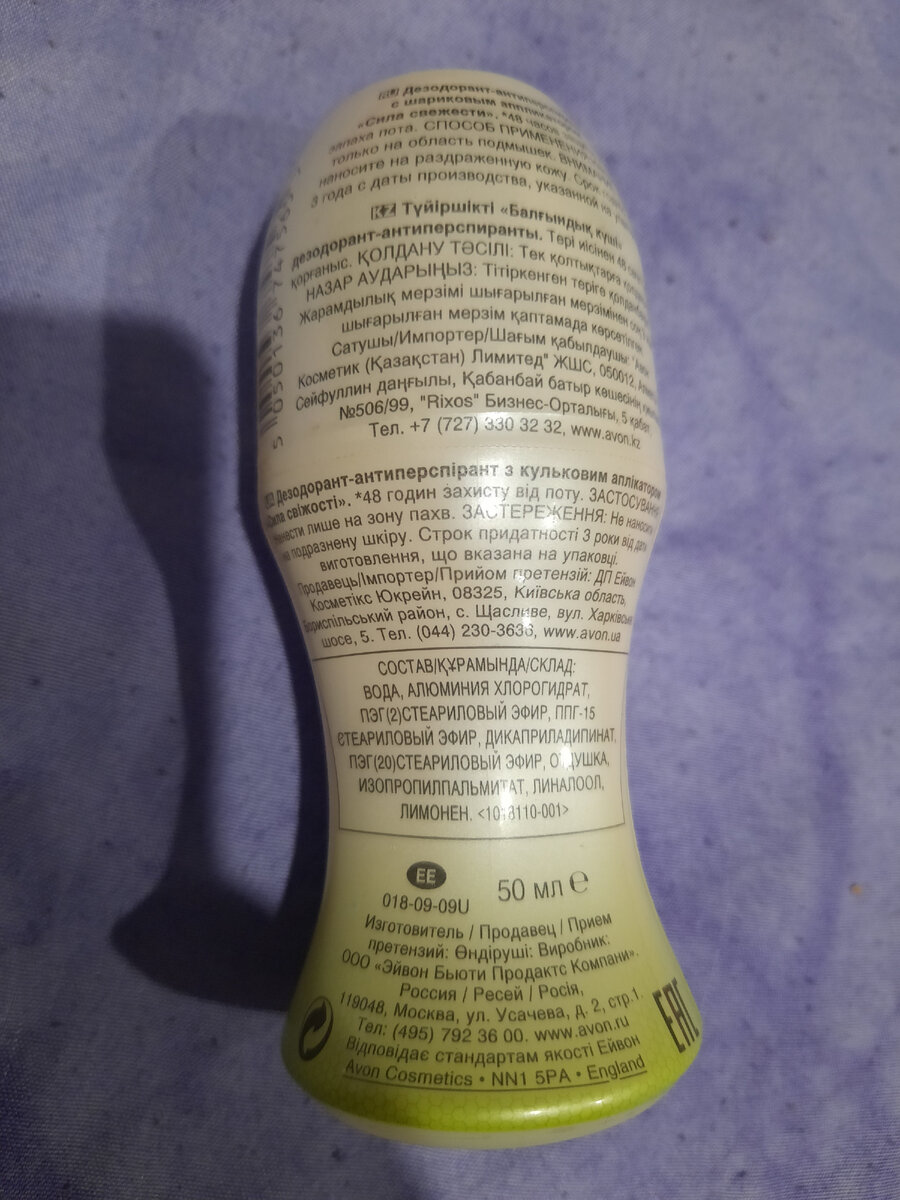 RU Дезодорант-антиперспирант
с шариковым аппликатором
«Сила свежести». *48 часов
запаха пота. СПОСОБ ПРИМЕНЕНИЯ:
только на область подмышек.
наносите на раздраженную кожу. Срок
3 года с даты производства, указанной на
KZ Түйіршікті «Балғындық күші»
дезодорант-антиперспиранты. Тері иісінен 48
қорғаныс. ҚОЛДАНУ ТӘСІЛІ: Тек қолтықтарға
НАЗАР АУДАРЫҢЫЗ: Тітіркенген теріге
Жарамдылық мерзімі шығарылған мерзімінен
шығарылған мерзім қаптамада көрсетілген
Сатушы/Импортер/Шағым қабылдаушы: "Авон
Косметик (Қазақстан) Лимитед" ЖШС, 050012,
Сейфуллин даңғылы, Қабанбай батыр көшесінің
№506/99, "Rixos" Бизнес-Орталығы, 5 қабат
Тел. +7 (727) 330 32 32, www.avon.kz
Дезодорант-антиперспірант з кульковим аплікатором
«Сила свіжості». *48 годин захисту від поту. ЗАСТОСУВАННЯ
Нанести лише на зону пахв. ЗАСТЕРЕЖЕННЯ: Не наносити
на подразнену шкіру. Строк придатності 3 роки від дати
виготовлення, що вказана на упаковці.
Продавець/Імпортер/Прийом претензій: ДП Ейвон
Косметікс Юкрейн, 08325, Київська область,
Бориспільський район, с. Щасливе, вул. Харківське
шосе, 5. Тел. (044) 230-3636, www.avon.ua
СОСТАВ/ҚҰРАМЫНДА/СКЛАД:
ВОДА, АЛЮМИНИЯ ХЛОРОГИДРАТ,
ПЭГ(2)СТЕАРИЛОВЫЙ ЭФИР, ППГ-15
СТЕАРИЛОВЫЙ ЭФИР, ДИКАПРИЛАДИПИНАТ,
ПЭГ(20)СТЕАРИЛОВЫЙ ЭФИР, ОТДУШКА,
ИЗОПРОПИЛПАЛЬМИТАТ, ЛИНАЛООЛ,
ЛИМОНЕН. <1018110-001>
EE 50 мл ℮
018-09-09U
Изготовитель / Продавец / Прием
претензий: Өндіруші: Виробник:
ООО «Эйвон Бьюти Продактс Компани».
Россия / Ресей / Росія,
119048, Москва, ул. Усачева, д. 2, стр.1.
Тел: (495) 792 36 00. www.avon.ru
Відповідає стандартам якості Ейвон
Avon Cosmetics • NN1 5PA • England
EAC